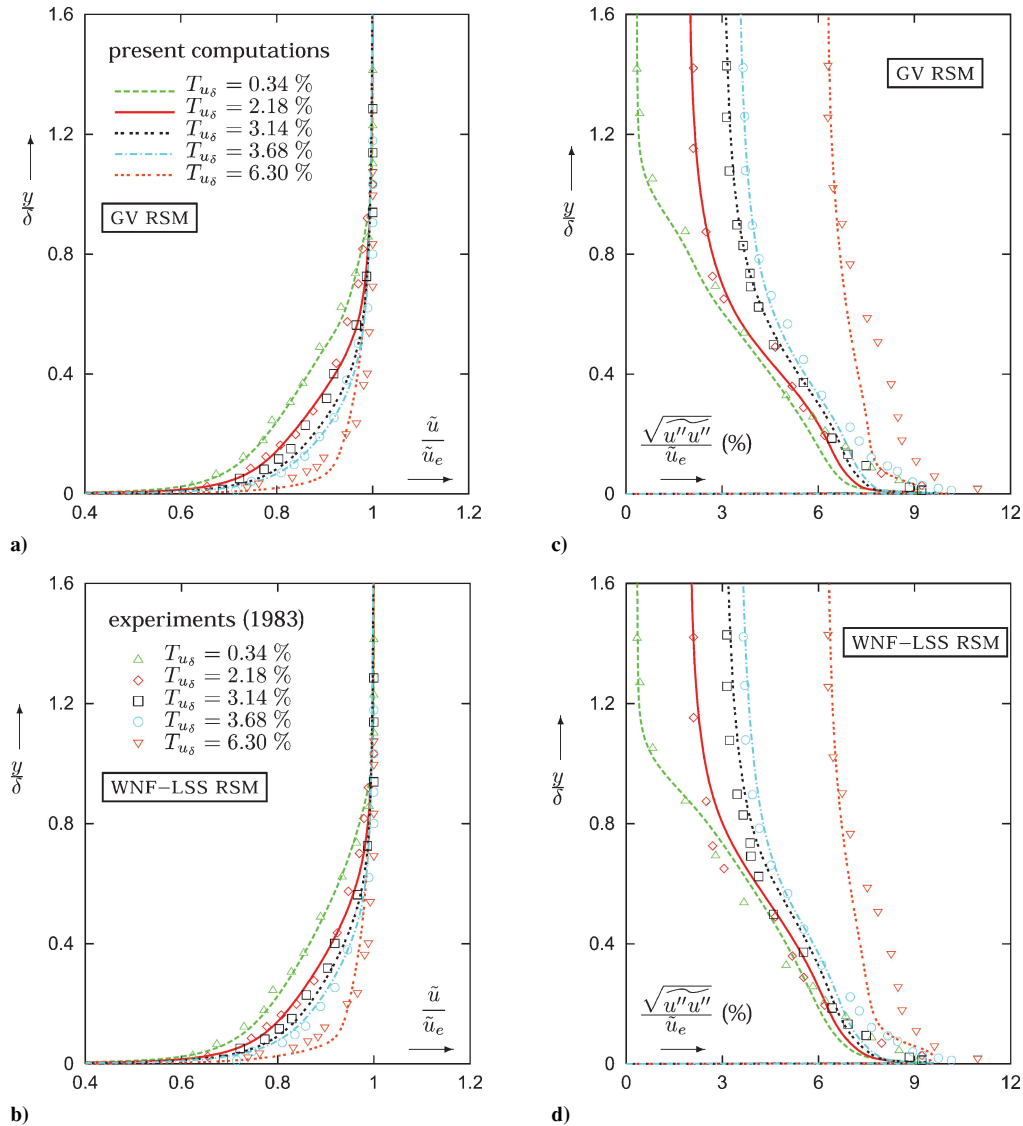 1.6
1.2
0.8
0.4
0
y/δ
present computations
T_{u_δ} = 0.34 %
T_{u_δ} = 2.18 %
T_{u_δ} = 3.14 %
T_{u_δ} = 3.68 %
T_{u_δ} = 6.30 %
GV RSM
ũ/ũ_e
0.4 0.6 0.8 1 1.2
a)
1.6
1.2
0.8
0.4
0
y/δ
GV RSM
√(u''u'')/ũ_e (%)
0 3 6 9 12
c)
1.6
1.2
0.8
0.4
0
y/δ
experiments (1983)
T_{u_δ} = 0.34 %
T_{u_δ} = 2.18 %
T_{u_δ} = 3.14 %
T_{u_δ} = 3.68 %
T_{u_δ} = 6.30 %
WNF-LSS RSM
ũ/ũ_e
0.4 0.6 0.8 1 1.2
b)
1.6
1.2
0.8
0.4
0
y/δ
WNF-LSS RSM
√(u''u'')/ũ_e (%)
0 3 6 9 12
d)